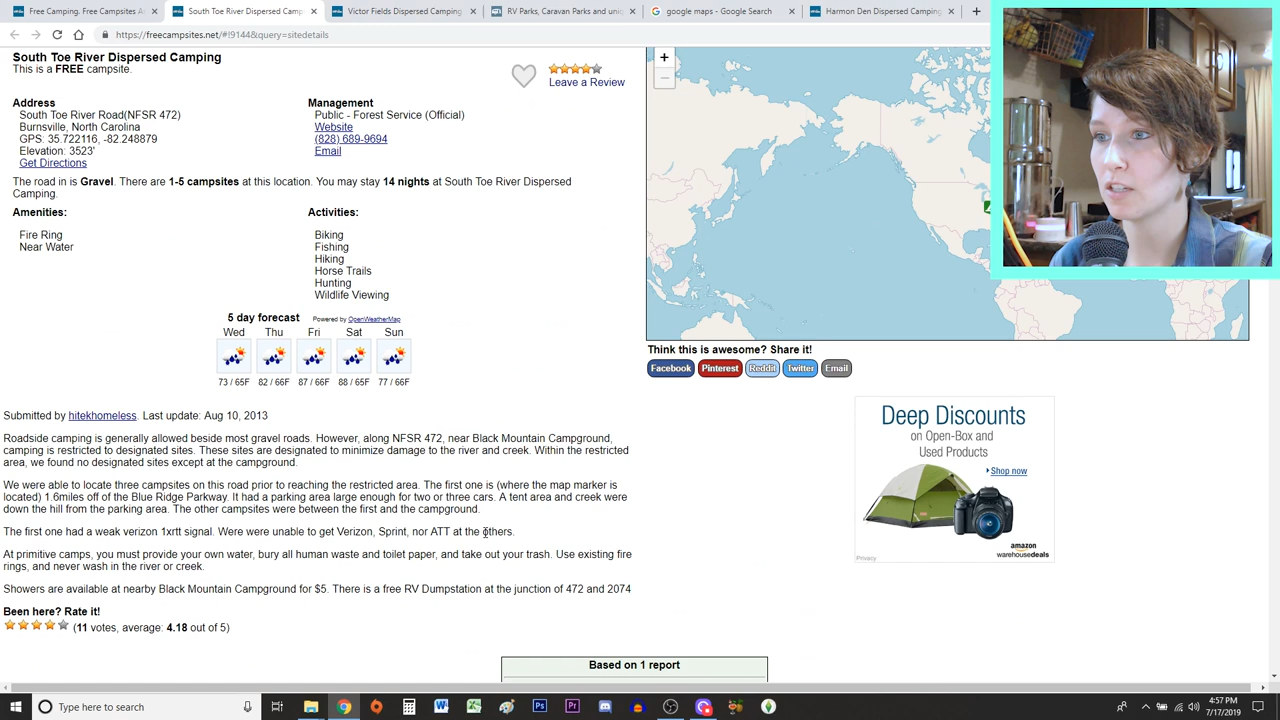 Free Camping. Free Campsites Ac
South Toe River Dispersed Camp
Victor Fields Dispersed Camping
RV Parks, Caravan Parks and
google maps - Google Search
Harmon Den Dispersed Camping
https://freecampsites.net/#!9144&query=sitedetails
South Toe River Dispersed Camping
This is a FREE campsite.
Leave a Review
Address
South Toe River Road(NFSR 472)
Burnsville, North Carolina
GPS: 35.722116, -82.248879
Elevation: 3523'
Get Directions
Management
Public - Forest Service (Official)
Website
(828) 689-9694
Email
The road in is Gravel. There are 1-5 campsites at this location. You may stay 14 nights at South Toe River Dispersed
Camping.
Amenities:
Fire Ring
Near Water
Activities:
Biking
Fishing
Hiking
Horse Trails
Hunting
Wildlife Viewing
5 day forecast Powered by OpenWeatherMap
Wed Thu Fri Sat Sun
73 / 65F 82 / 66F 87 / 66F 88 / 65F 77 / 66F
+
−
Think this is awesome? Share it!
Facebook Pinterest Reddit Twitter Email
Submitted by hitekhomeless. Last update: Aug 10, 2013
Roadside camping is generally allowed beside most gravel roads. However, along NFSR 472, near Black Mountain Campground,
camping is restricted to designated sites. These sites are designated to minimize damage to the river and creek. Within the restricted
area, we found no designated sites except at the campground.
We were able to locate three campsites on this road prior to reaching the restricted area. The first one is (where the map marker is
located) 1.6miles off of the Blue Ridge Parkway. It had a parking area large enough for two or three cars. A tent area and creek were
down the hill from the parking area. The other campsites were between the first and the campground.
The first one had a weak verizon 1xrtt signal. Were were unable to get Verizon, Sprint, nor ATT at the others.
At primitive camps, you must provide your own water, bury all human waste and toilet paper, and take out your trash. Use existing fire
rings, and never wash in the river or creek.
Showers are available at nearby Black Mountain Campground for $5. There is a free RV Dumpstation at the junction of 472 and 2074
Been here? Rate it!
(11 votes, average: 4.18 out of 5)
Based on 1 report
Deep Discounts
on Open-Box and
Used Products
Shop now
amazon
warehousedeals
Privacy
Type here to search
4:57 PM
7/17/2019